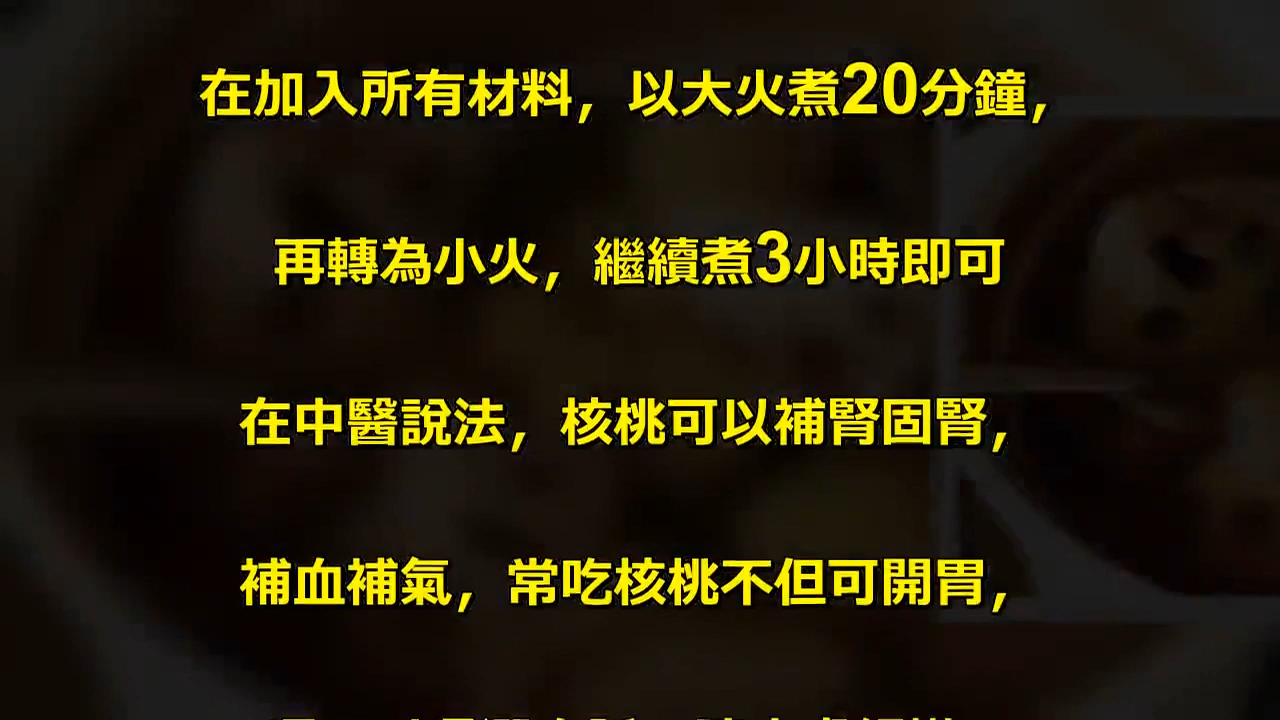 在加入所有材料，以大火煮20分鐘，
再轉為小火，繼續煮3小時即可
在中醫說法，核桃可以補腎固腎，
補血補氣，常吃核桃不但可開胃，